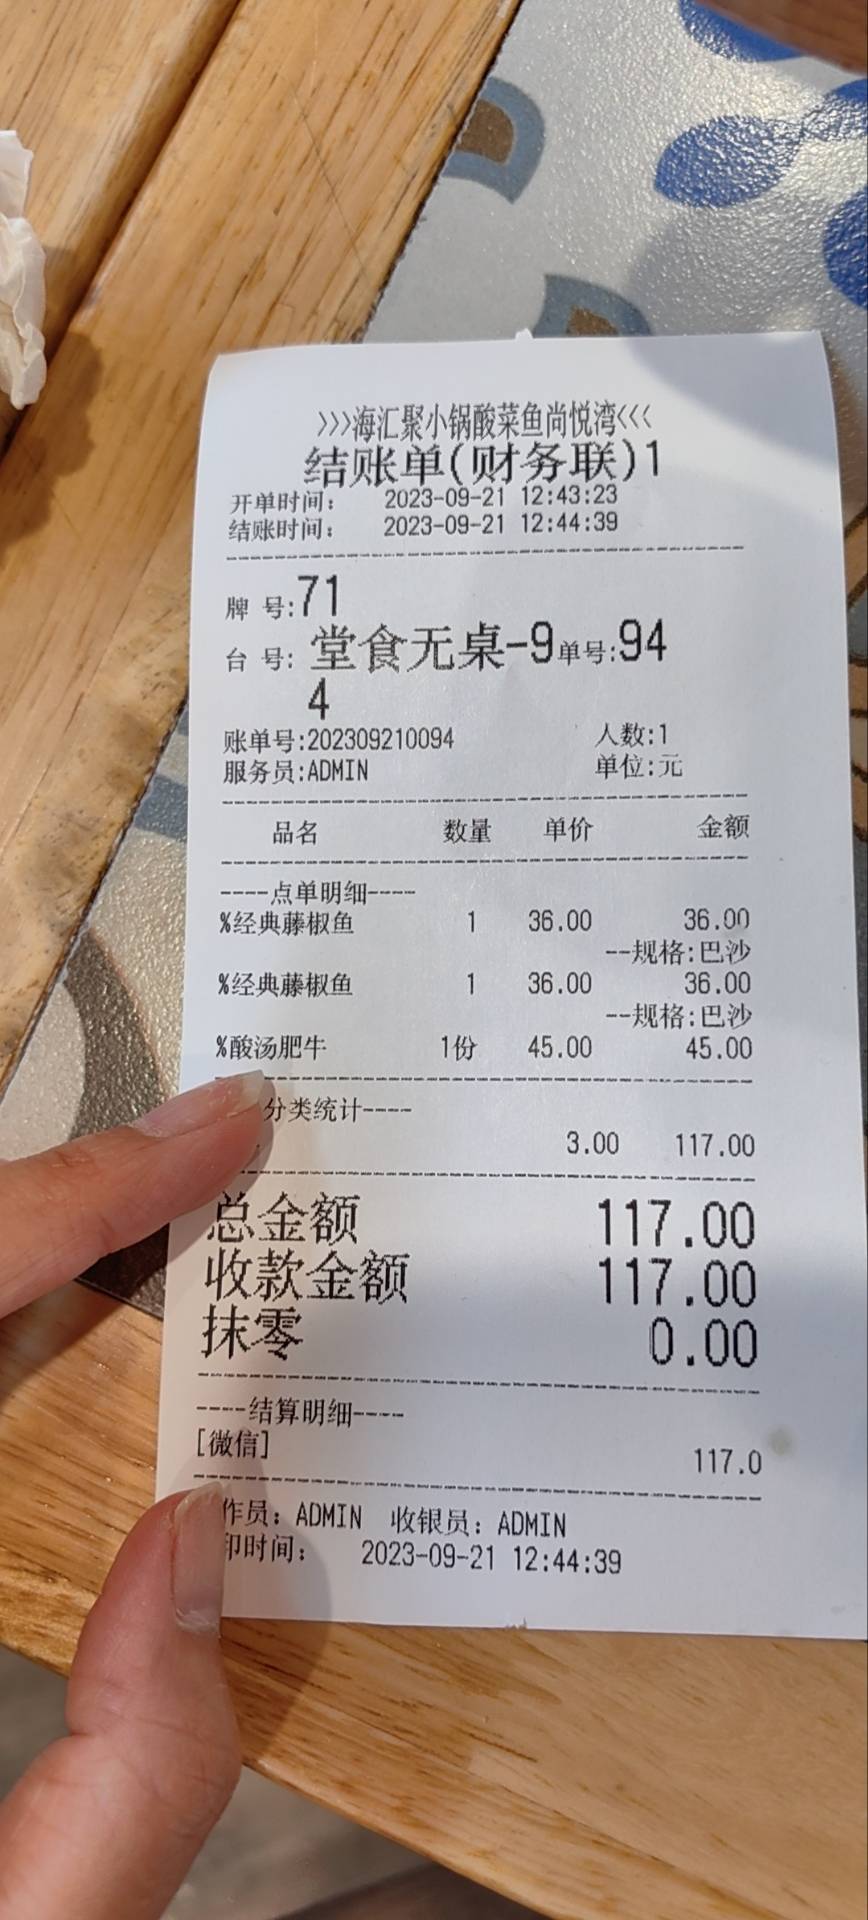 >>>海汇聚小锅酸菜鱼尚悦湾<<<
结账单(财务联)1
开单时间: 2023-09-21 12:43:23
结账时间: 2023-09-21 12:44:39
牌 号:71
台 号: 堂食无桌-9单号:94
4
账单号:202309210094 人数:1
服务员:ADMIN 单位:元
品名 数量 单价 金额
----点单明细----
%经典藤椒鱼 1 36.00 36.00
--规格:巴沙
%经典藤椒鱼 1 36.00 36.00
--规格:巴沙
%酸汤肥牛 1份 45.00 45.00
分类统计----
3.00 117.00
总金额 117.00
收款金额 117.00
抹零 0.00
----结算明细----
[微信] 117.0
作员: ADMIN 收银员: ADMIN
印时间: 2023-09-21 12:44:39